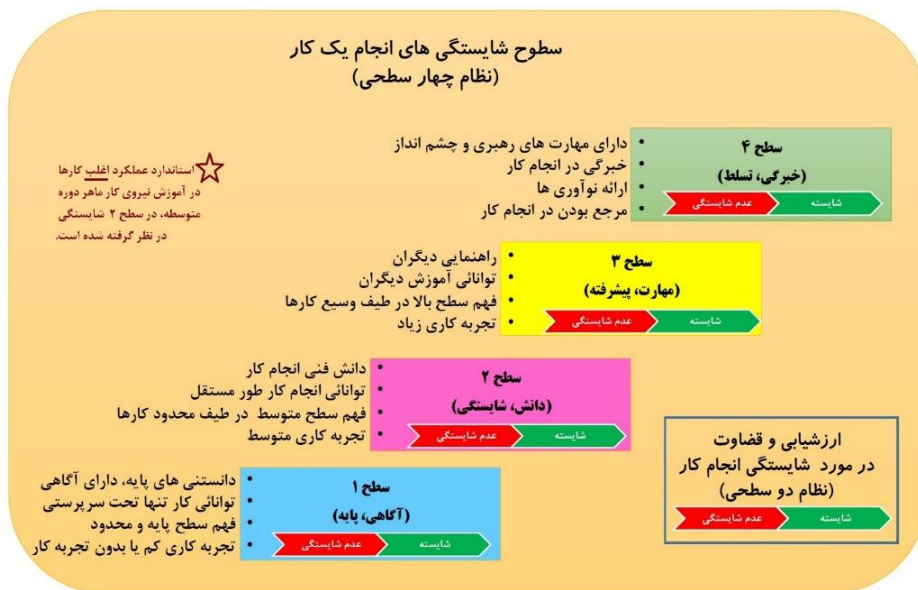 سطوح شایستگی های انجام یک کار
(نظام چهار سطحی)
استاندارد عملکرد اغلب کارها
در آموزش نیروی کار ماهر دوره
متوسطه، در سطح ۲ شایستگی
در نظر گرفته شده است.
سطح ۴
(خبرگی، تسلط)
شایسته
عدم شایستگی
• دارای مهارت های رهبری و چشم انداز
• خبرگی در انجام کار
• ارائه نوآوری ها
• مرجع بودن در انجام کار
سطح ۳
(مهارت، پیشرفته)
شایسته
عدم شایستگی
• راهنمایی دیگران
• توانائی آموزش دیگران
• فهم سطح بالا در طیف وسیع کارها
• تجربه کاری زیاد
سطح ۲
(دانش، شایستگی)
شایسته
عدم شایستگی
• دانش فنی انجام کار
• توانائی انجام کار طور مستقل
• فهم سطح متوسط در طیف محدود کارها
• تجربه کاری متوسط
سطح ۱
(آگاهی، پایه)
شایسته
عدم شایستگی
• دانستنی های پایه، دارای آگاهی
• توانائی کار تنها تحت سرپرستی
• فهم سطح پایه و محدود
• تجربه کاری کم یا بدون تجربه کار
ارزشیابی و قضاوت
در مورد شایستگی انجام کار
(نظام دو سطحی)
شایسته
عدم شایستگی